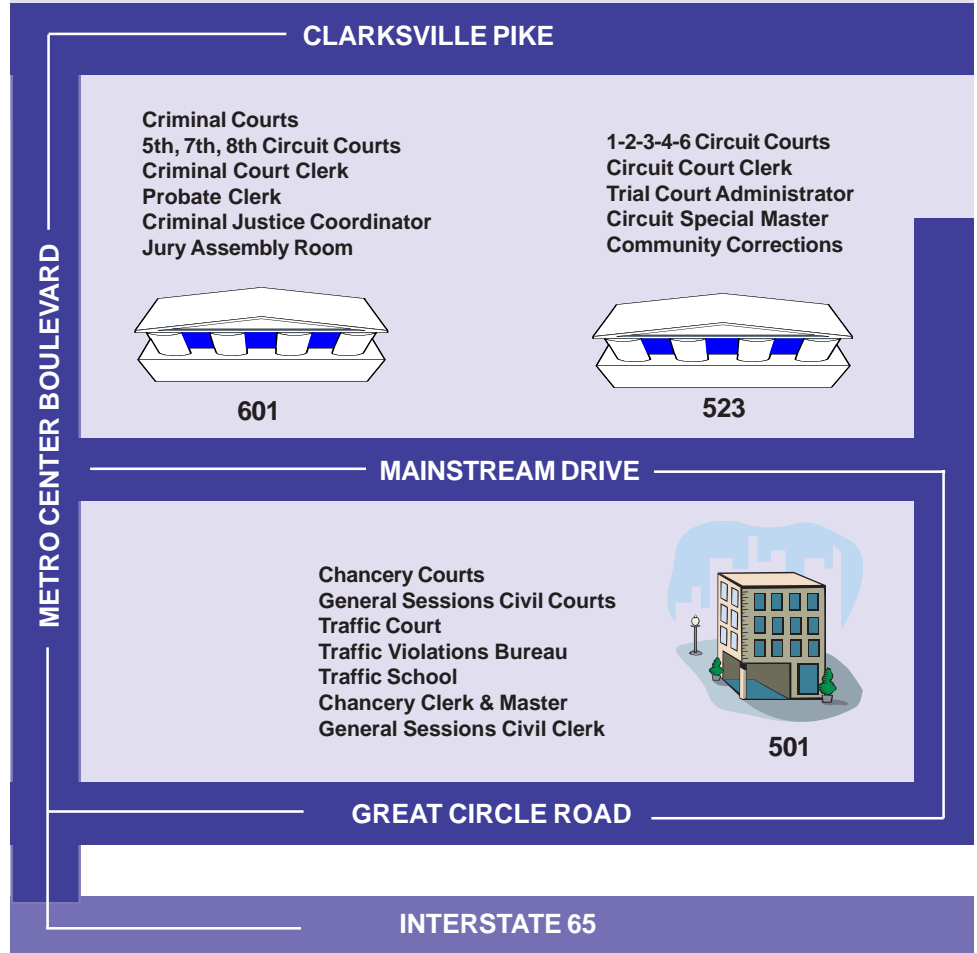 CLARKSVILLE PIKE
Criminal Courts
5th, 7th, 8th Circuit Courts
Criminal Court Clerk
Probate Clerk
Criminal Justice Coordinator
Jury Assembly Room
601
1-2-3-4-6 Circuit Courts
Circuit Court Clerk
Trial Court Administrator
Circuit Special Master
Community Corrections
523
METRO CENTER BOULEVARD
MAINSTREAM DRIVE
Chancery Courts
General Sessions Civil Courts
Traffic Court
Traffic Violations Bureau
Traffic School
Chancery Clerk & Master
General Sessions Civil Clerk
501
GREAT CIRCLE ROAD
INTERSTATE 65